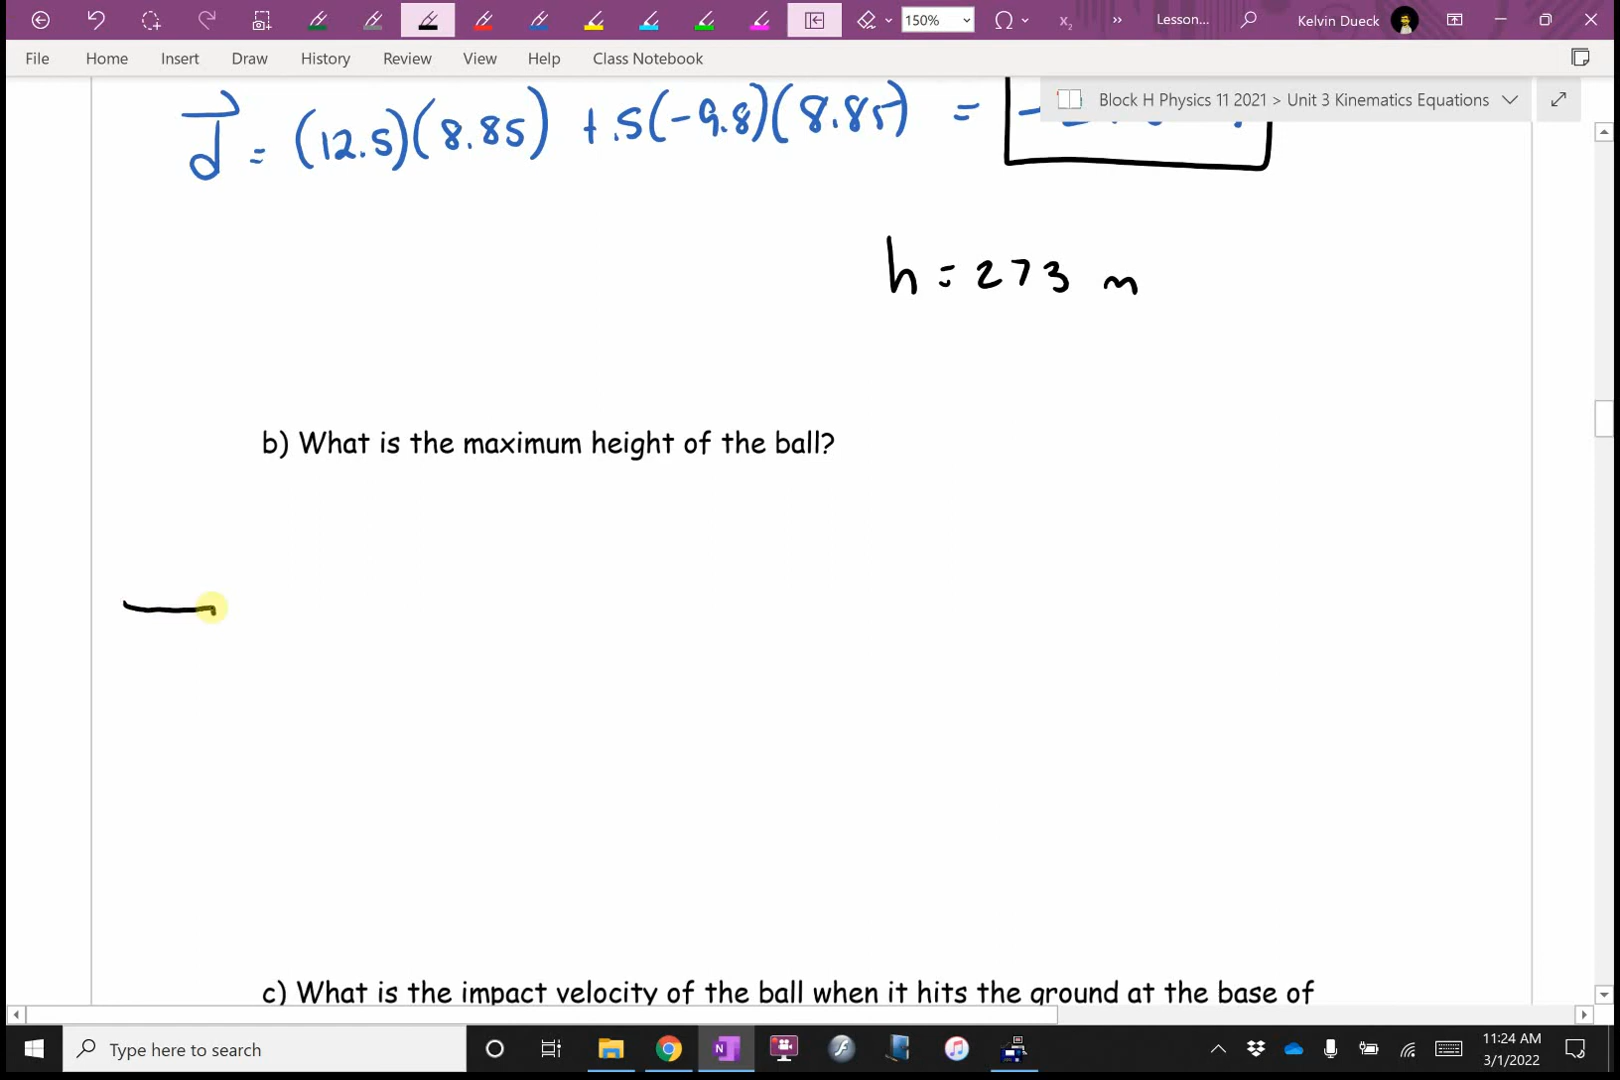 150% Ω x₂ » Lesson... Kelvin Dueck
File Home Insert Draw History Review View Help Class Notebook
Block H Physics 11 2021 > Unit 3 Kinematics Equations
d = (12.5)(8.85) + .5(-9.8)(8.85) =
h = 273 m
b) What is the maximum height of the ball?
c) What is the impact velocity of the ball when it hits the ground at the base of
Type here to search
11:24 AM
3/1/2022